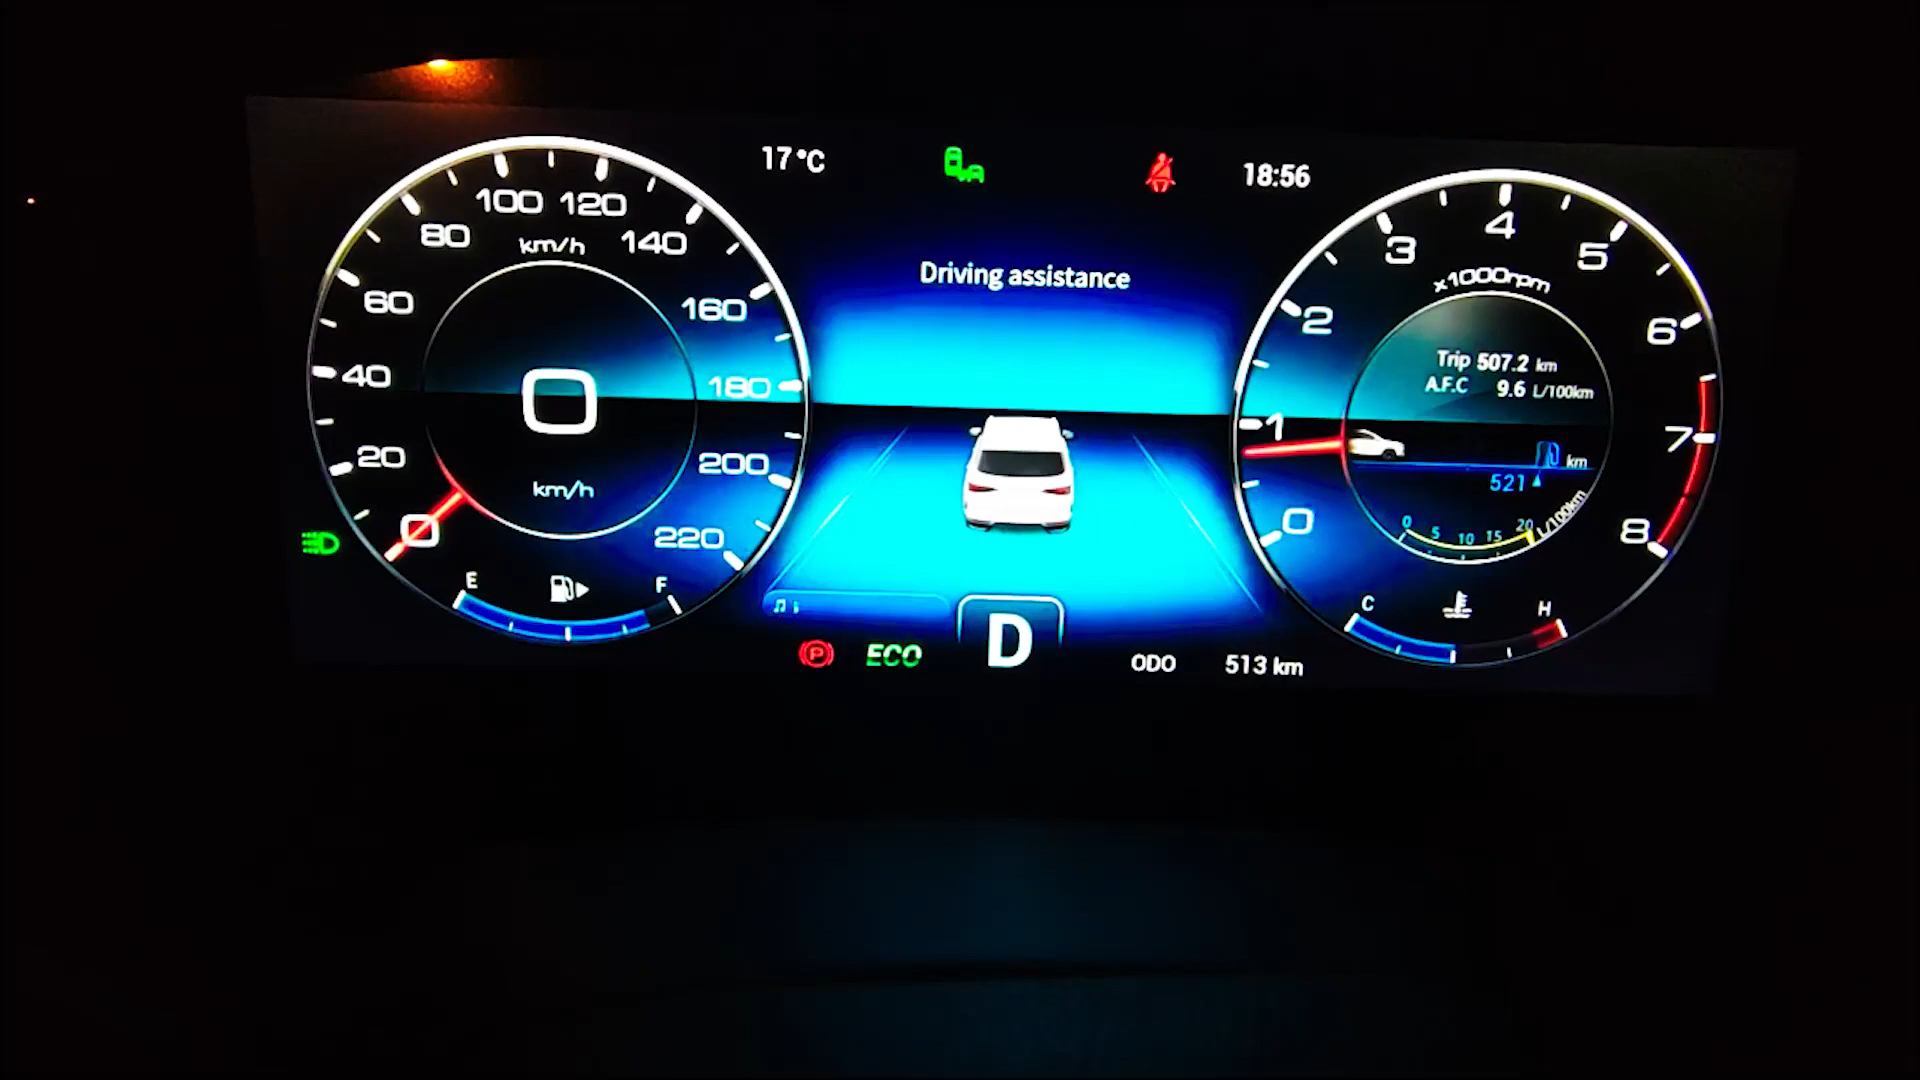 17°C
18:56
Driving assistance
0
20
40
60
80
100
120
140
160
180
200
220
km/h
0
km/h
E
F
0
1
2
3
4
5
6
7
8
x1000rpm
Trip 507.2 km
A.F.C 9.6 L/100km
km
521
0 5 10 15 20 L/100km
C
H
P
ECO
D
ODO 513 km